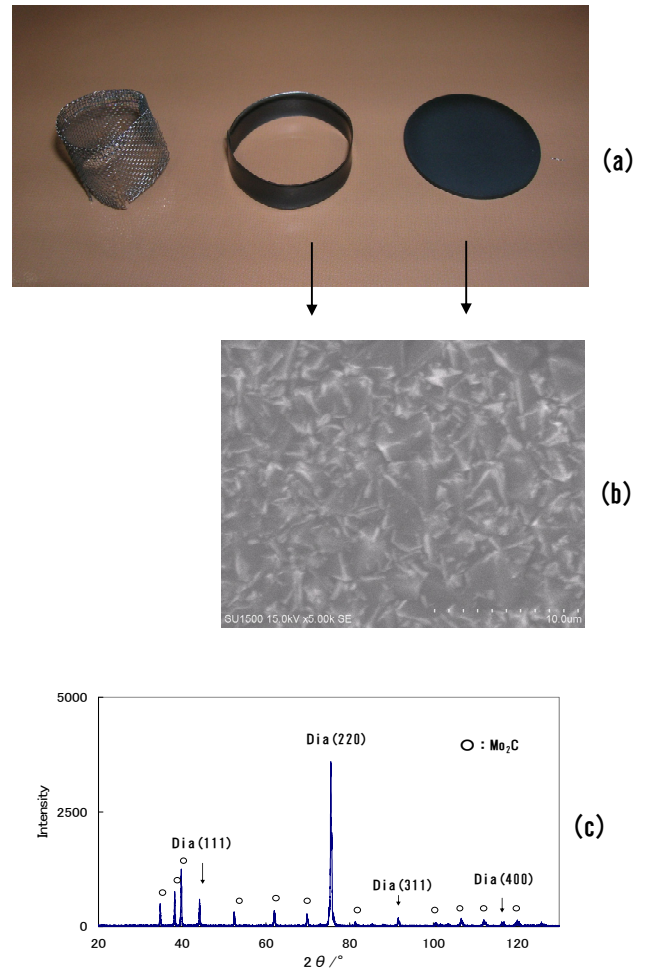 (a)
(b)
SU1500 15.0kV x5.00k SE 10.0um
5000
Dia(220)
○ : Mo₂C
Intensity
2500
(c)
Dia(111)
Dia(311)
Dia(400)
0
20 40 60 80 100 120
2θ/°